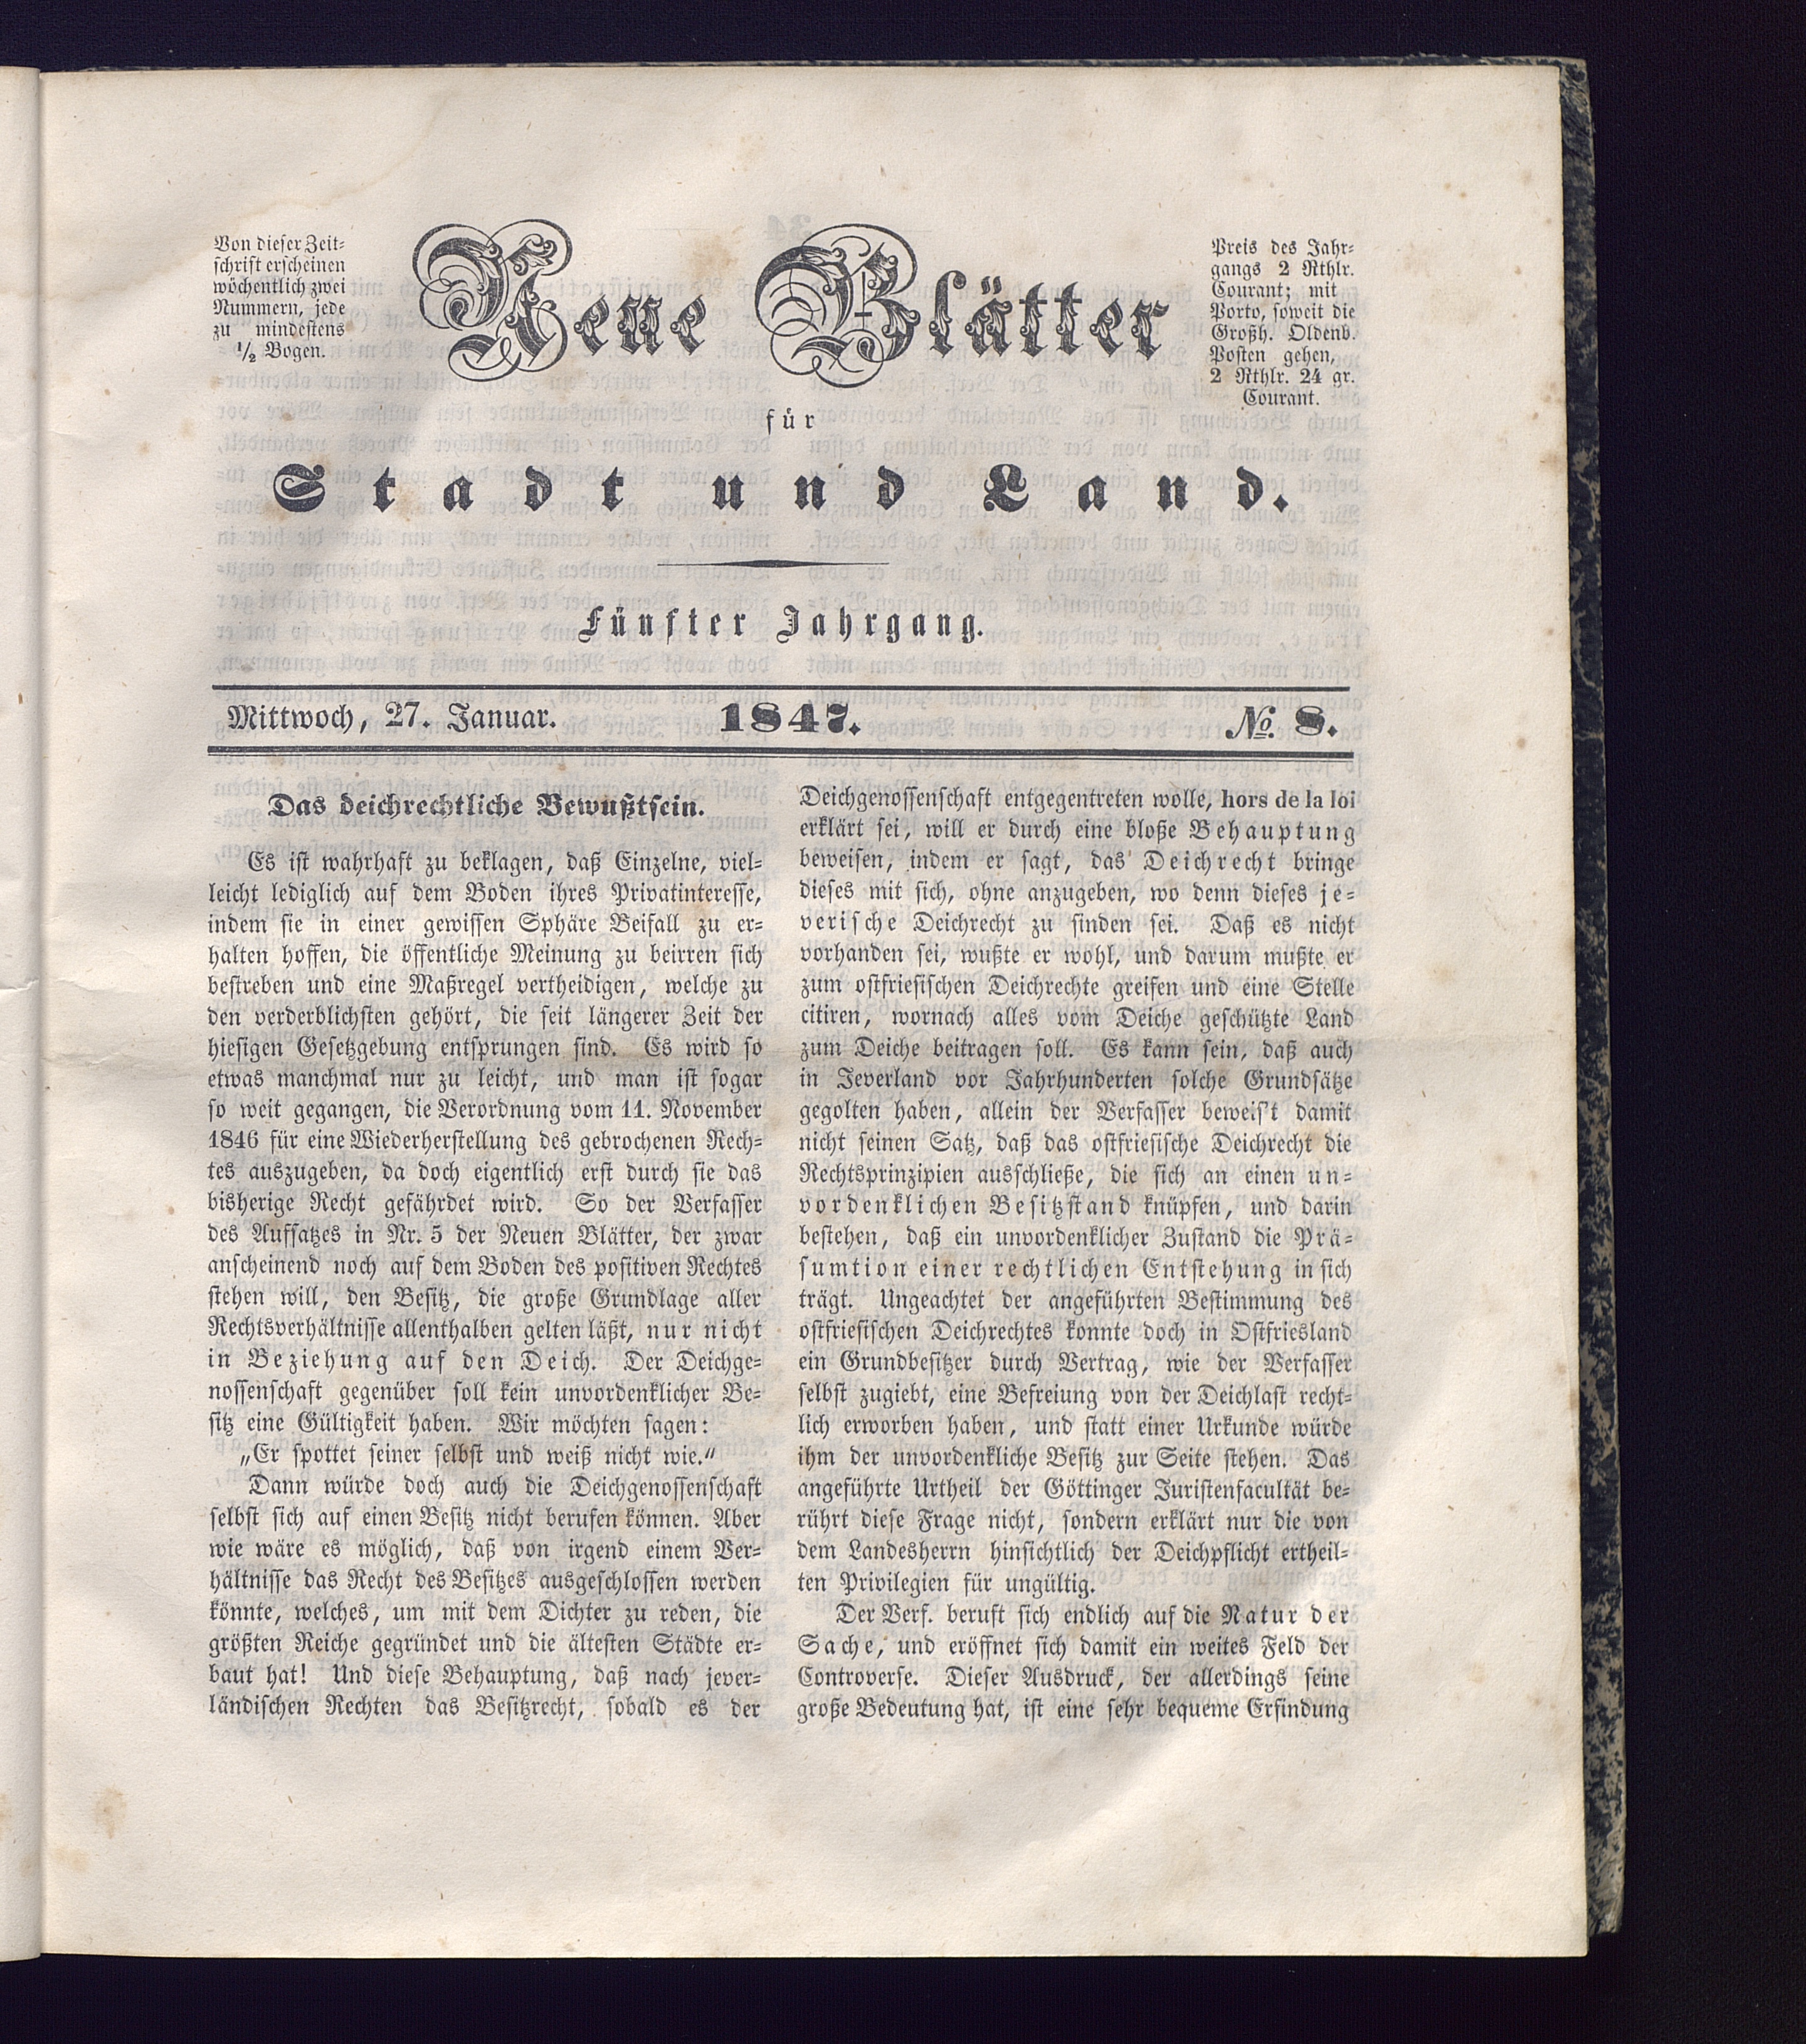 Von dieser Zeit-
schrift erscheinen
wöchentlich zwei
Nummern, jede
zu mindestens
½ Bogen.
Neue Blätter
Preis des Jahr-
gangs 2 Rthlr.
Courant; mit
Porto, soweit die
Großh. Oldenb.
Posten gehen,
2 Rthlr. 24 gr.
Courant.
für
Stadt und Land.
Fünfter Jahrgang.
Mittwoch, 27. Januar. 1847. No. 8.
Das deichrechtliche Bewußtsein.
Es ist wahrhaft zu beklagen, daß Einzelne, viel-
leicht lediglich auf dem Boden ihres Privatinteresse,
indem sie in einer gewissen Sphäre Beifall zu er-
halten hoffen, die öffentliche Meinung zu beirren sich
bestreben und eine Maßregel vertheidigen, welche zu
den verderblichsten gehört, die seit längerer Zeit der
hiesigen Gesetzgebung entsprungen sind. Es wird so
etwas manchmal nur zu leicht, und man ist sogar
so weit gegangen, die Verordnung vom 11. November
1846 für eine Wiederherstellung des gebrochenen Rech-
tes auszugeben, da doch eigentlich erst durch sie das
bisherige Recht gefährdet wird. So der Verfasser
des Aufsatzes in Nr. 5 der Neuen Blätter, der zwar
anscheinend noch auf dem Boden des positiven Rechtes
stehen will, den Besitz, die große Grundlage aller
Rechtsverhältnisse allenthalben gelten läßt, nur nicht
in Beziehung auf den Deich. Der Deichge-
nossenschaft gegenüber soll kein unvordenklicher Be-
sitz eine Gültigkeit haben. Wir möchten sagen:
„Er spottet seiner selbst und weiß nicht wie."
Dann würde doch auch die Deichgenossenschaft
selbst sich auf einen Besitz nicht berufen können. Aber
wie wäre es möglich, daß von irgend einem Ver-
hältnisse das Recht des Besitzes ausgeschlossen werden
könnte, welches, um mit dem Dichter zu reden, die
größten Reiche gegründet und die ältesten Städte er-
baut hat! Und diese Behauptung, daß nach jever-
ländischen Rechten das Besitzrecht, sobald es der
Deichgenossenschaft entgegentreten wolle, hors de la loi
erklärt sei, will er durch eine bloße Behauptung
beweisen, indem er sagt, das Deichrecht bringe
dieses mit sich, ohne anzugeben, wo denn dieses je-
verische Deichrecht zu finden sei. Daß es nicht
vorhanden sei, wußte er wohl, und darum mußte er
zum ostfriesischen Deichrechte greifen und eine Stelle
citiren, wornach alles vom Deiche geschützte Land
zum Deiche beitragen soll. Es kann sein, daß auch
in Jeverland vor Jahrhunderten solche Grundsätze
gegolten haben, allein der Verfasser beweis't damit
nicht seinen Satz, daß das ostfriesische Deichrecht die
Rechtsprinzipien ausschließe, die sich an einen un-
vordenklichen Besitzstand knüpfen, und darin
bestehen, daß ein unvordenklicher Zustand die Prä-
sumtion einer rechtlichen Entstehung in sich
trägt. Ungeachtet der angeführten Bestimmung des
ostfriesischen Deichrechtes konnte doch in Ostfriesland
ein Grundbesitzer durch Vertrag, wie der Verfasser
selbst zugiebt, eine Befreiung von der Deichlast recht-
lich erworben haben, und statt einer Urkunde würde
ihm der unvordenkliche Besitz zur Seite stehen. Das
angeführte Urtheil der Göttinger Juristenfacultät be-
rührt diese Frage nicht, sondern erklärt nur die von
dem Landesherrn hinsichtlich der Deichpflicht ertheil-
ten Privilegien für ungültig.
Der Verf. beruft sich endlich auf die Natur der
Sache, und eröffnet sich damit ein weites Feld der
Controverse. Dieser Ausdruck, der allerdings seine
große Bedeutung hat, ist eine sehr bequeme Erfindung